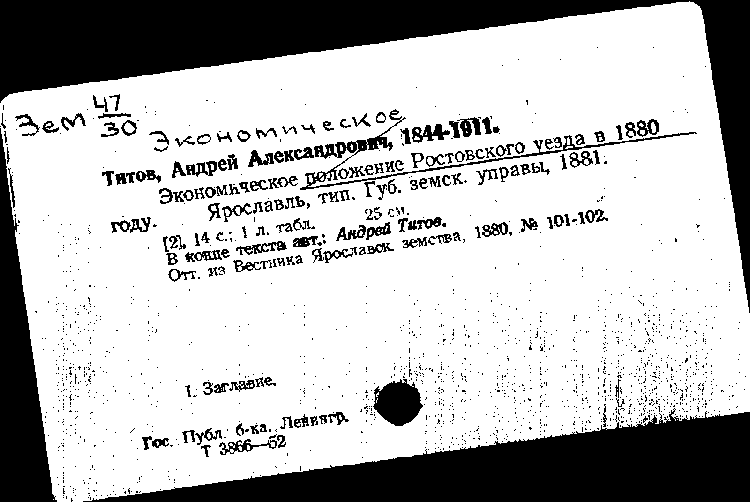 Зем 47/30
Экономическое
Титов, Андрей Александрович, 1844-1911.
Экономическое положение Ростовского уезда в 1880
году. Ярославль, тип. Губ. земск. управы, 1881.
[2], 14 с.; 1 л. табл. 25 см.
В конце текста авт.: Андрей Титов.
Отт. из Вестника Ярославск. земства, 1880, № 101-102.
I. Заглавие.
Гос. Публ. б-ка. Ленингр.
Т 3866—52